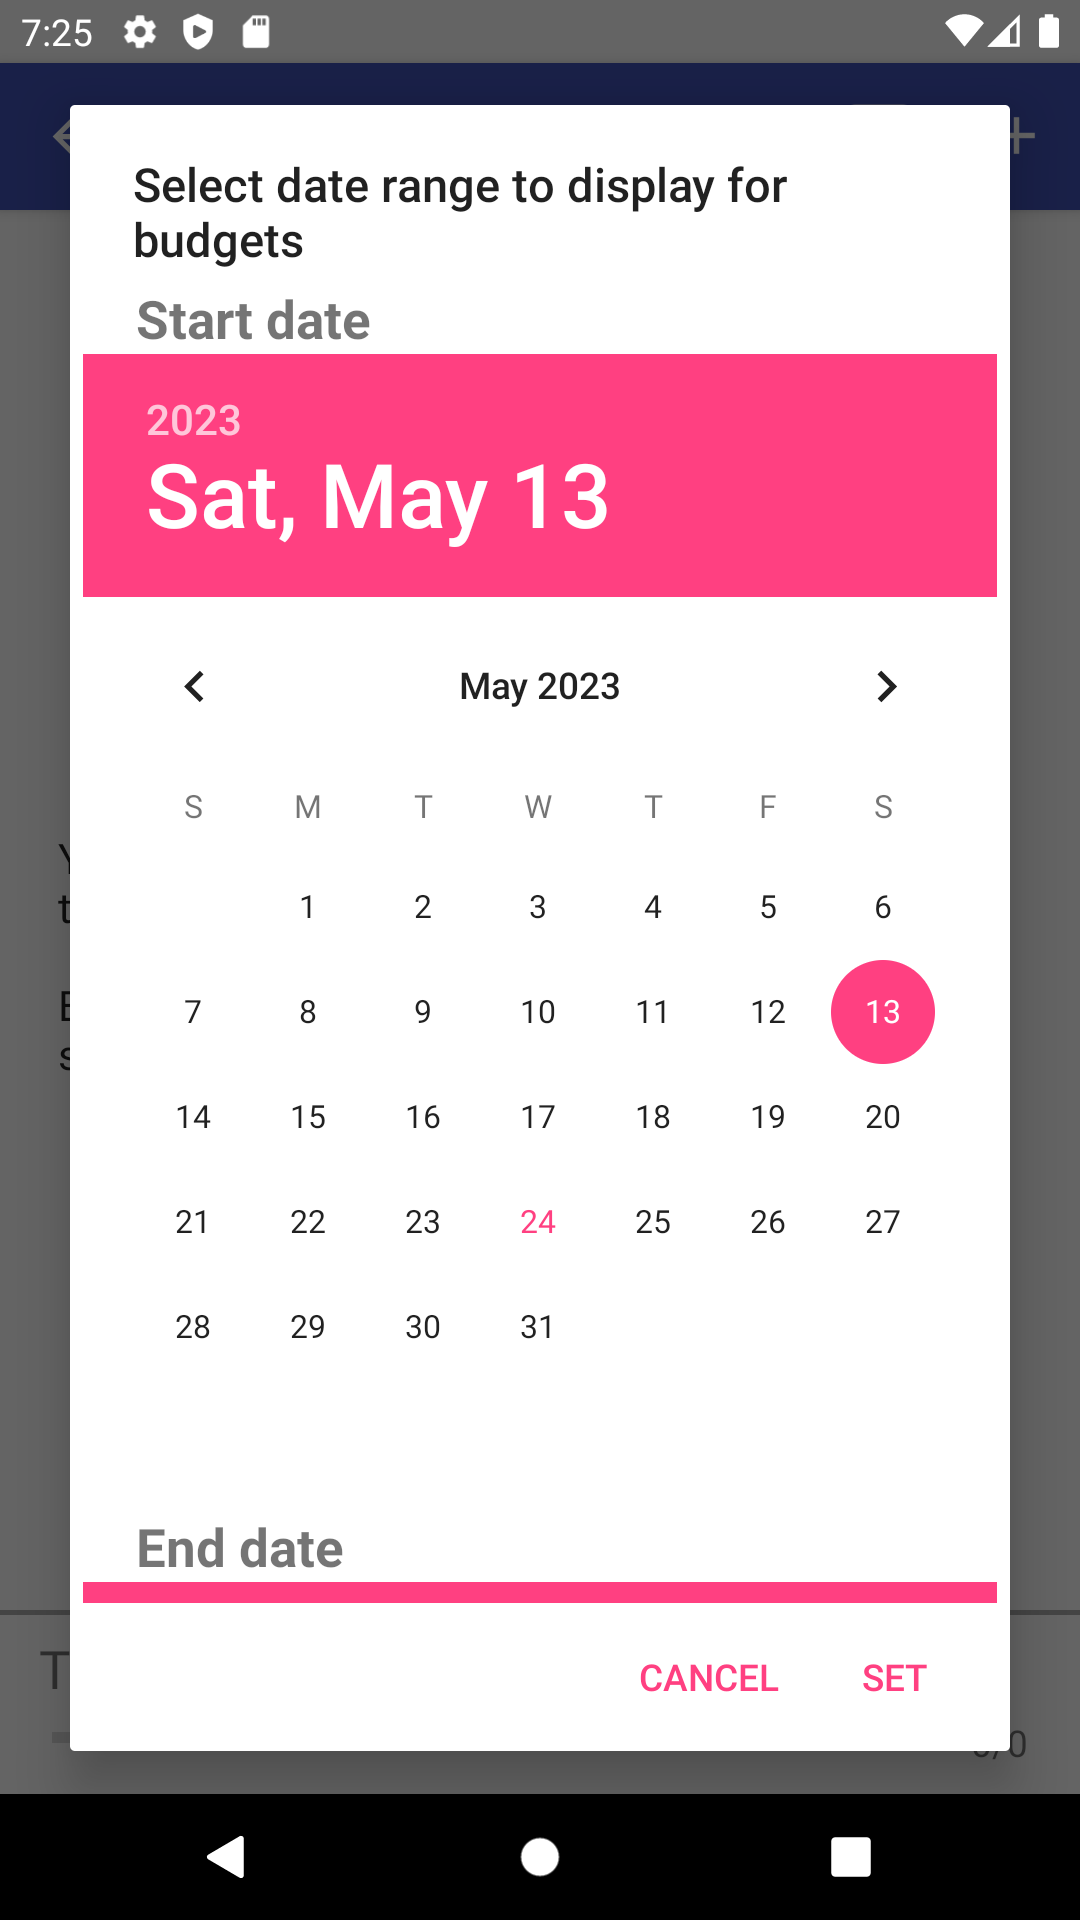 7:25
Select date range to display for
budgets
Start date
2023
Sat, May 13
May 2023
S M T W T F S
1 2 3 4 5 6
7 8 9 10 11 12 13
14 15 16 17 18 19 20
21 22 23 24 25 26 27
28 29 30 31
End date
CANCEL SET